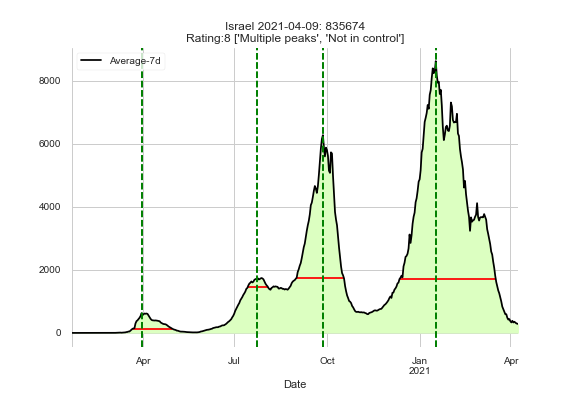 Israel 2021-04-09: 835674
Rating:8 ['Multiple peaks', 'Not in control']
Average-7d
8000
6000
4000
2000
0
Apr Jul Oct Jan Apr
2021
Date